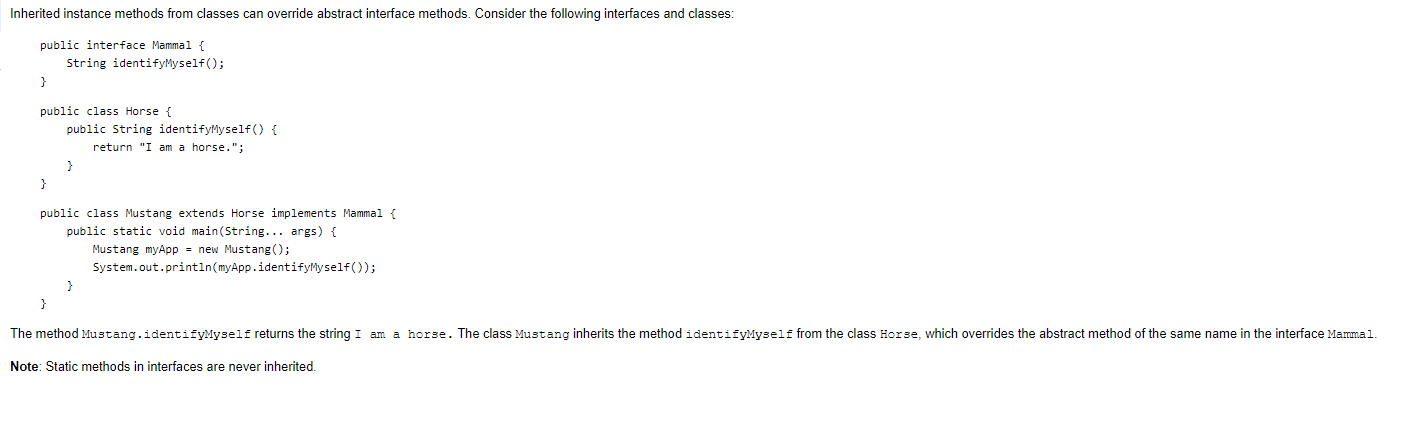 Inherited instance methods from classes can override abstract interface methods. Consider the following interfaces and classes:
public interface Mammal {
    String identifyMyself();
}
public class Horse {
    public String identifyMyself() {
        return "I am a horse.";
    }
}
public class Mustang extends Horse implements Mammal {
    public static void main(String... args) {
        Mustang myApp = new Mustang();
        System.out.println(myApp.identifyMyself());
    }
}
The method Mustang.identifyMyself returns the string I am a horse. The class Mustang inherits the method identifyMyself from the class Horse, which overrides the abstract method of the same name in the interface Mammal.
Note: Static methods in interfaces are never inherited.